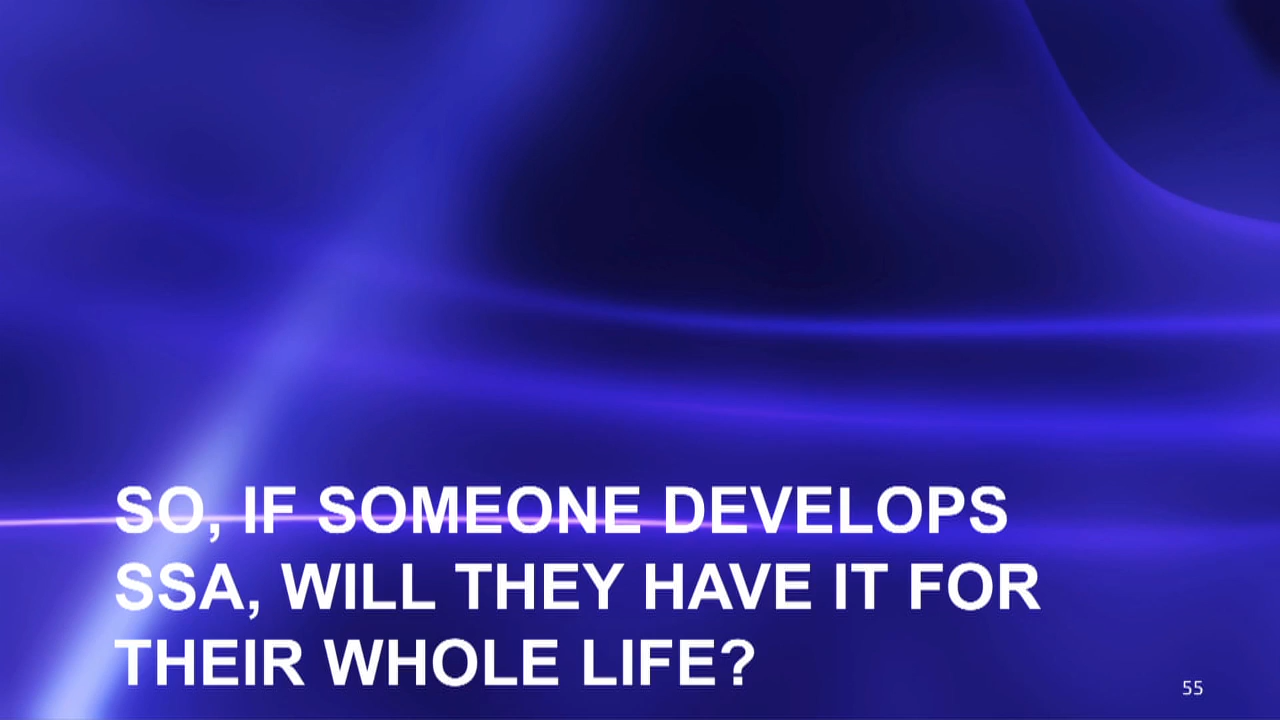 SO, IF SOMEONE DEVELOPS
SSA, WILL THEY HAVE IT FOR
THEIR WHOLE LIFE?
55